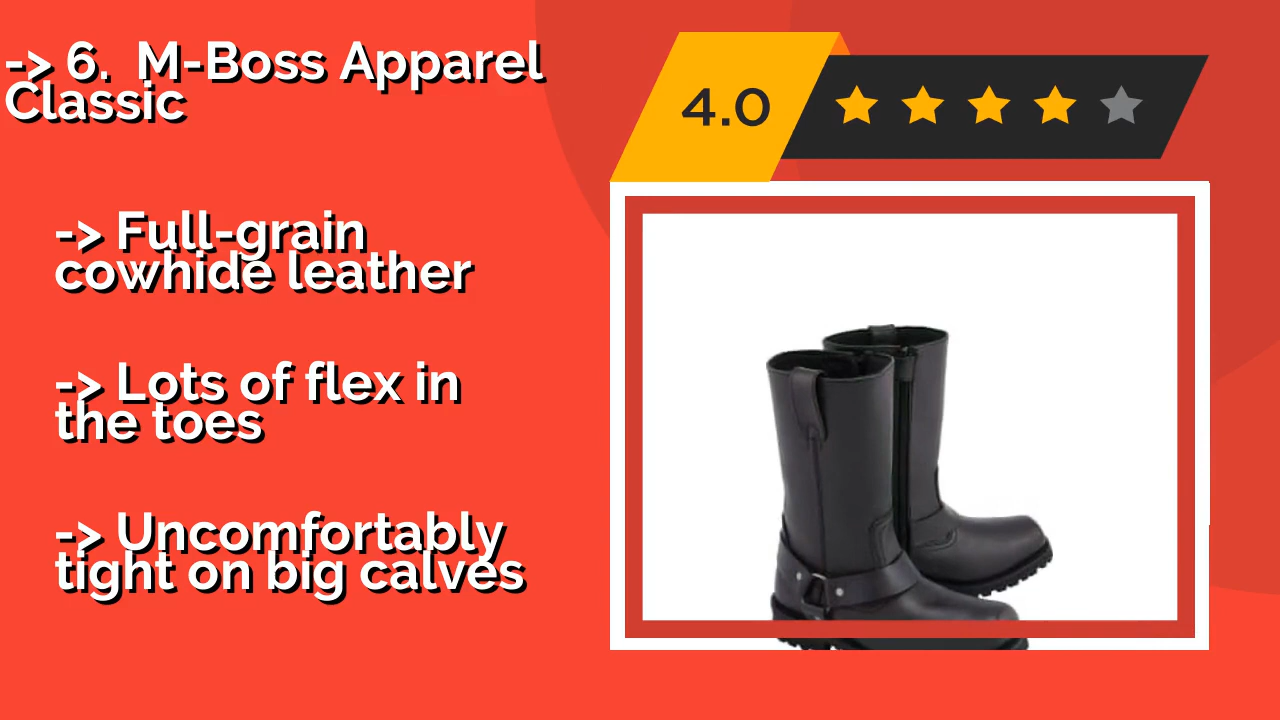 -> 6.  M-Boss Apparel
Classic
4.0
-> Full-grain
cowhide leather
-> Lots of flex in
the toes
-> Uncomfortably
tight on big calves